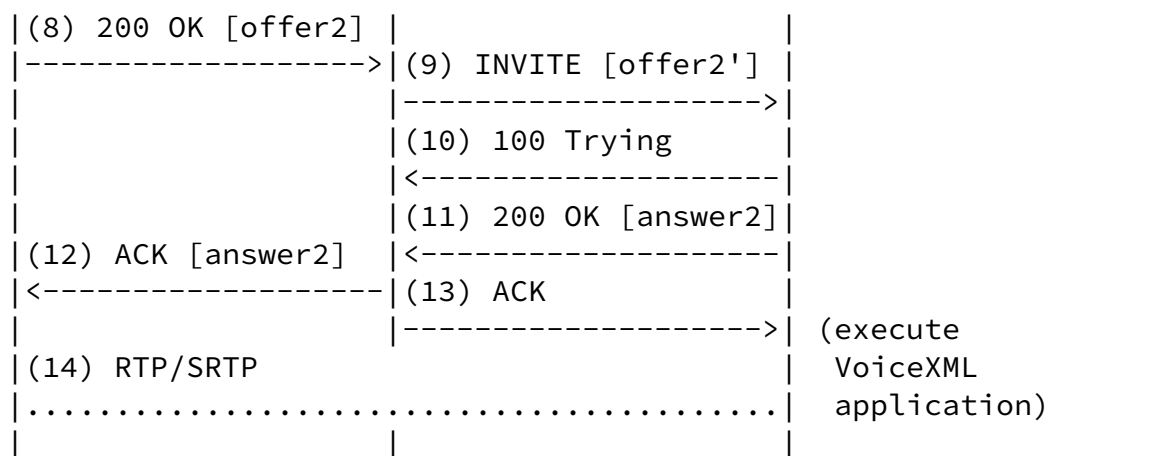 |(8) 200 OK [offer2] |                     |
|------------------->|(9) INVITE [offer2'] |
|                    |-------------------->|
|                    |(10) 100 Trying      |
|                    |<--------------------|
|                    |(11) 200 OK [answer2]|
|(12) ACK [answer2]  |<--------------------|
|<-------------------|(13) ACK             |
|                    |-------------------->| (execute
|(14) RTP/SRTP                             |  VoiceXML
|..........................................|  application)
|                    |                     |